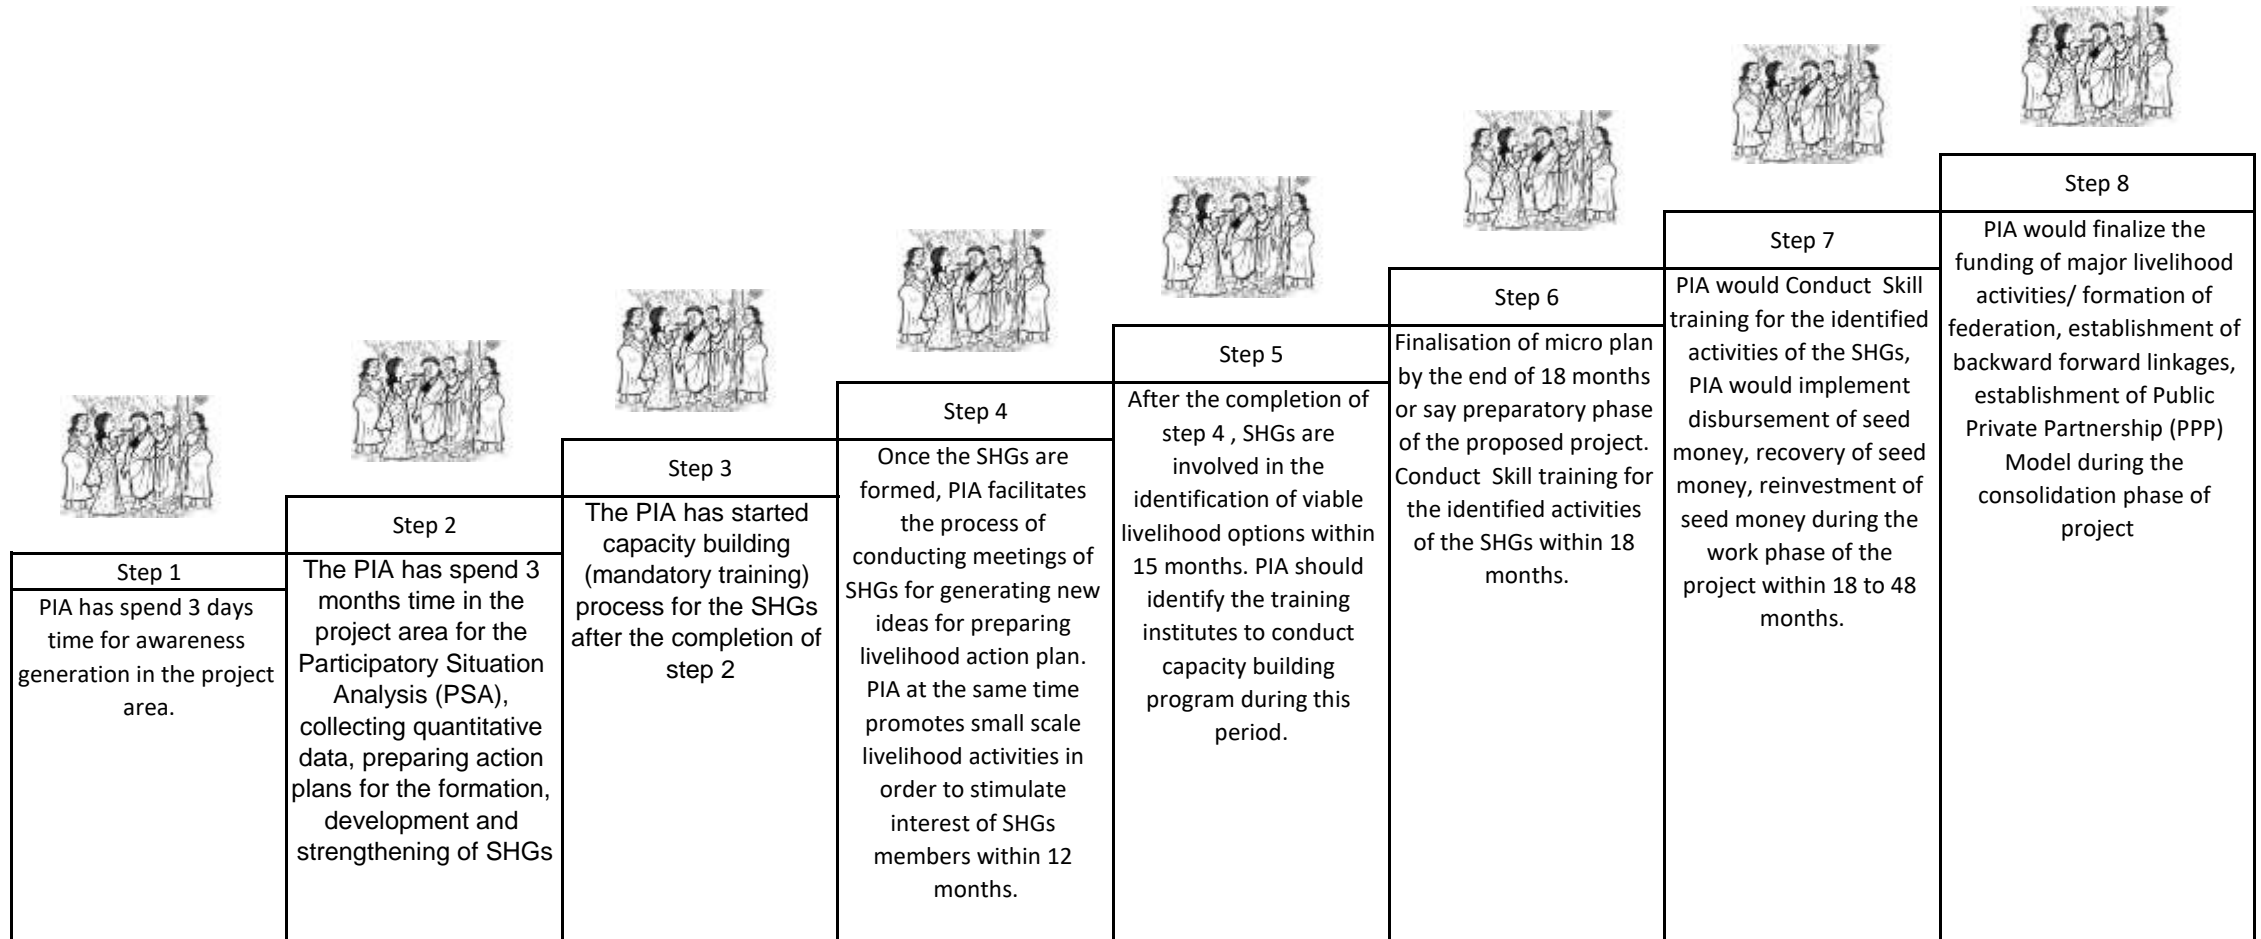 Step 1
PIA has spend 3 days
time for awareness
generation in the project
area.
Step 2
The PIA has spend 3
months time in the
project area for the
Participatory Situation
Analysis (PSA),
collecting quantitative
data, preparing action
plans for the formation,
development and
strengthening of SHGs
Step 3
The PIA has started
capacity building
(mandatory training)
process for the SHGs
after the completion of
step 2
Step 4
Once the SHGs are
formed, PIA facilitates
the process of
conducting meetings of
SHGs for generating new
ideas for preparing
livelihood action plan.
PIA at the same time
promotes small scale
livelihood activities in
order to stimulate
interest of SHGs
members within 12
months.
Step 5
After the completion of
step 4 , SHGs are
involved in the
identification of viable
livelihood options within
15 months. PIA should
identify the training
institutes to conduct
capacity building
program during this
period.
Step 6
Finalisation of micro plan
by the end of 18 months
or say preparatory phase
of the proposed project.
Conduct  Skill training for
the identified activities
of the SHGs within 18
months.
Step 7
PIA would Conduct  Skill
training for the identified
activities of the SHGs,
PIA would implement
disbursement of seed
money, recovery of seed
money, reinvestment of
seed money during the
work phase of the
project within 18 to 48
months.
Step 8
PIA would finalize the
funding of major livelihood
activities/ formation of
federation, establishment of
backward forward linkages,
establishment of Public
Private Partnership (PPP)
Model during the
consolidation phase of
project